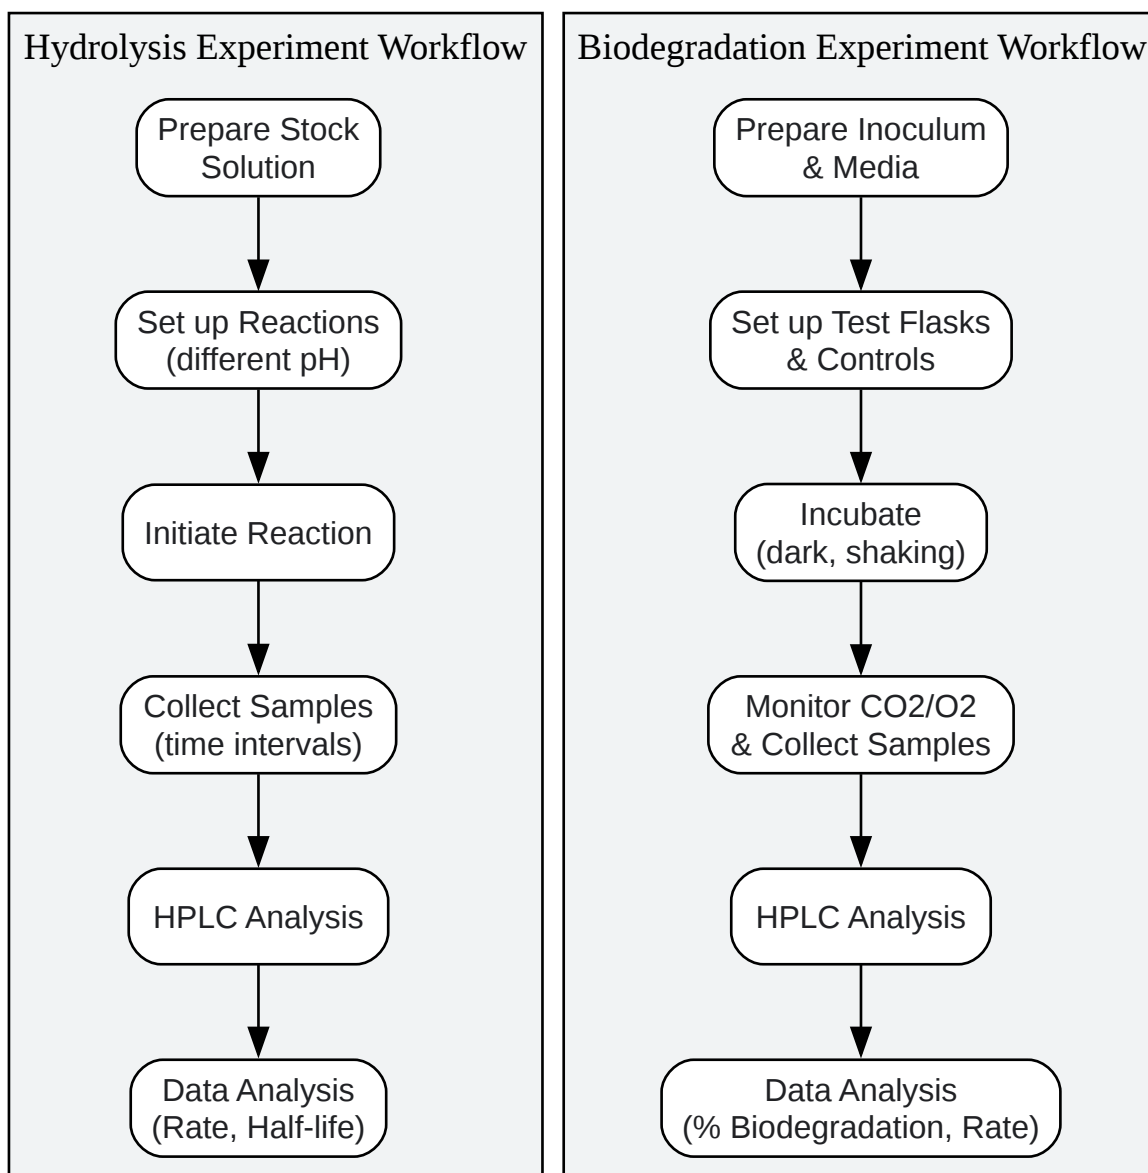 Hydrolysis Experiment Workflow
Prepare Stock
Solution
Set up Reactions
(different pH)
Initiate Reaction
Collect Samples
(time intervals)
HPLC Analysis
Data Analysis
(Rate, Half-life)
Biodegradation Experiment Workflow
Prepare Inoculum
& Media
Set up Test Flasks
& Controls
Incubate
(dark, shaking)
Monitor CO2/O2
& Collect Samples
HPLC Analysis
Data Analysis
(% Biodegradation, Rate)